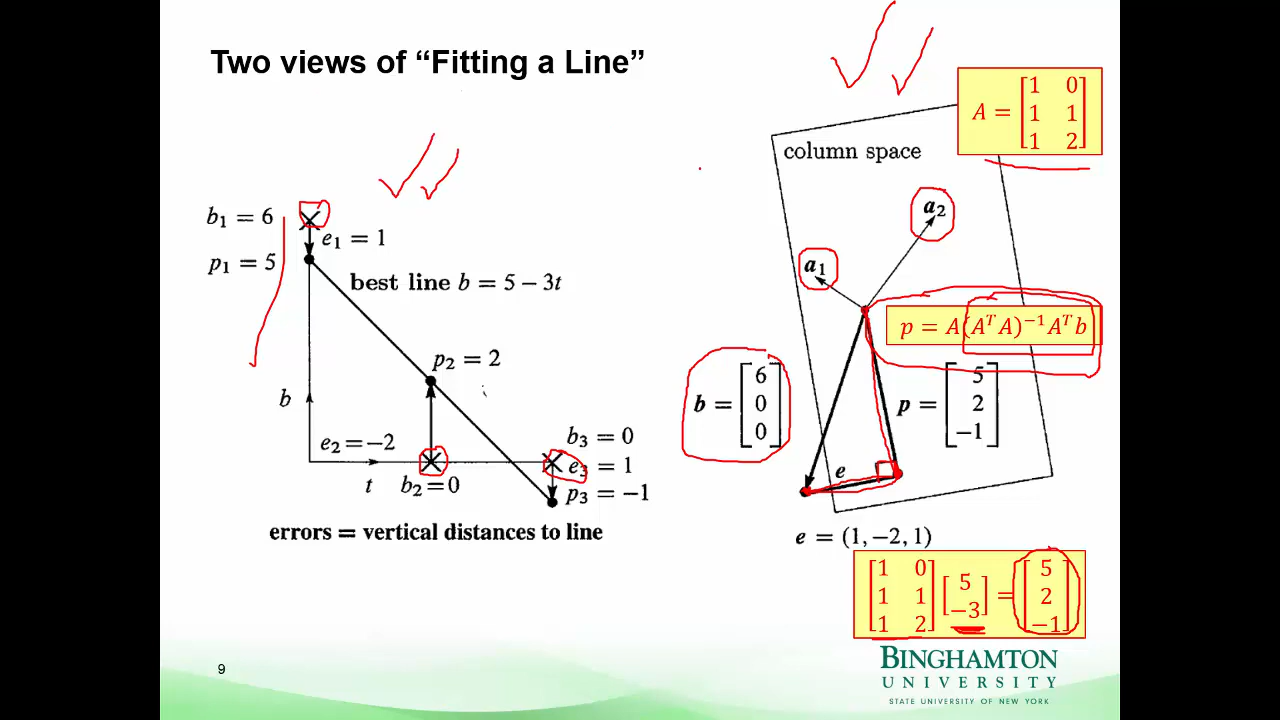 Two views of “Fitting a Line”
b₁ = 6
e₁ = 1
p₁ = 5
best line b = 5 − 3t
p₂ = 2
b
e₂ = −2
b₃ = 0
e₃ = 1
t
b₂ = 0
p₃ = −1
errors = vertical distances to line
A = [1 0
1 1
1 2]
column space
a₂
a₁
p = A(AᵀA)⁻¹Aᵀb
b = [6
0
0]
p = [5
2
−1]
e
e = (1, −2, 1)
[1 0
1 1
1 2] [5
−3] = [5
2
−1]
9
BINGHAMTON
UNIVERSITY
STATE UNIVERSITY OF NEW YORK